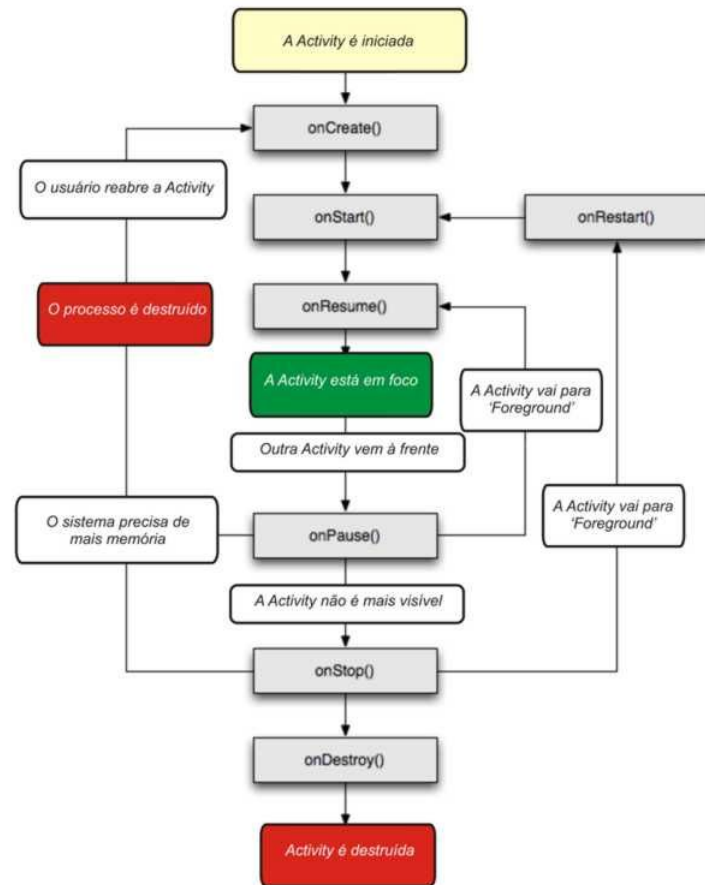 A Activity é iniciada
onCreate()
O usuário reabre a Activity
onStart()
onRestart()
O processo é destruído
onResume()
A Activity está em foco
A Activity vai para
'Foreground'
Outra Activity vem à frente
O sistema precisa de
mais memória
onPause()
A Activity vai para
'Foreground'
A Activity não é mais visível
onStop()
onDestroy()
Activity é destruída